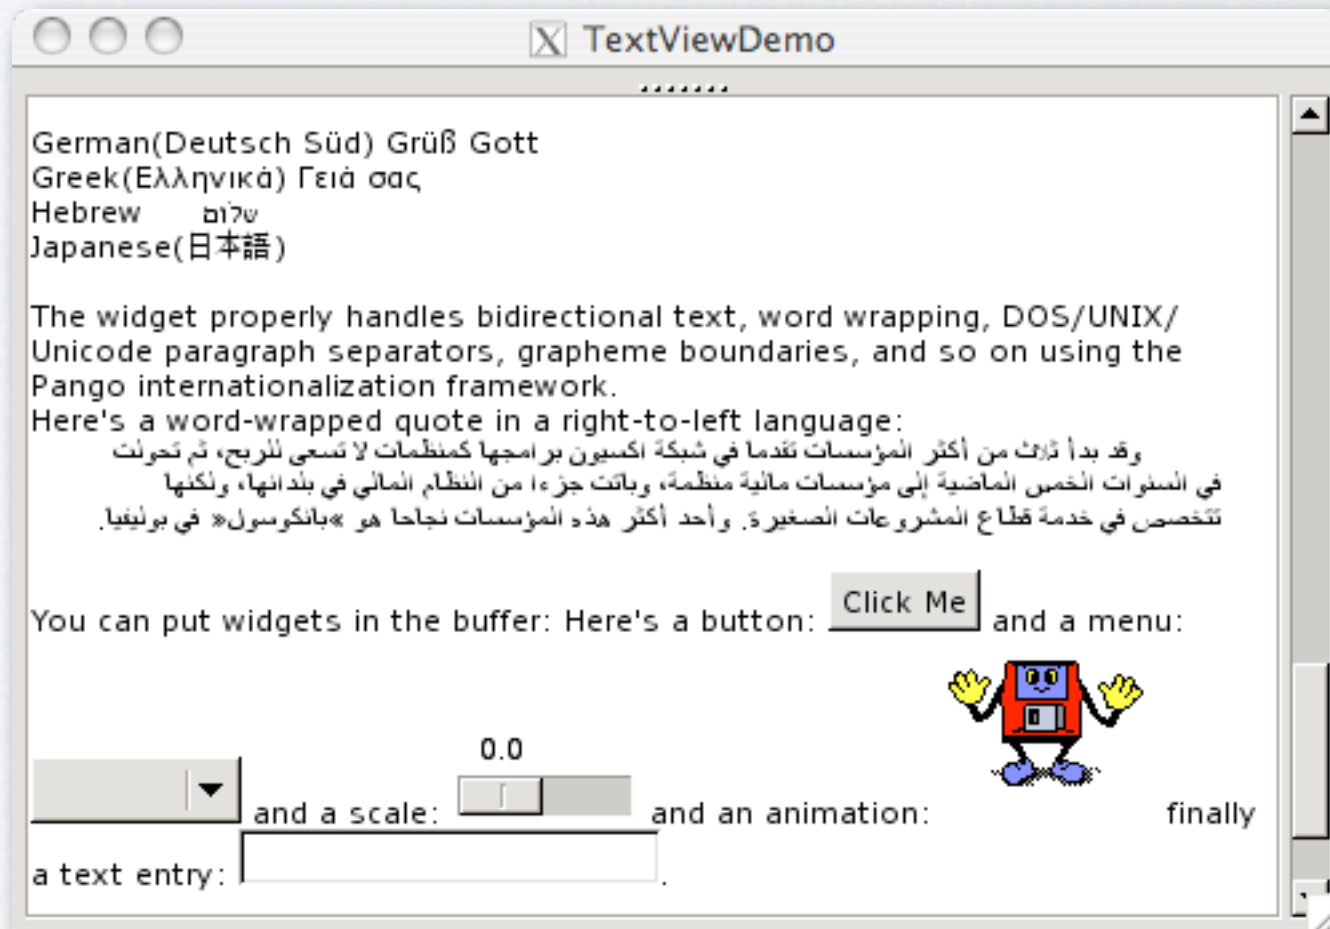 TextViewDemo
German(Deutsch Süd) Grüß Gott
Greek(Ελληνικά) Γειά σας
Hebrew שלום
Japanese(日本語)
The widget properly handles bidirectional text, word wrapping, DOS/UNIX/
Unicode paragraph separators, grapheme boundaries, and so on using the
Pango internationalization framework.
Here's a word-wrapped quote in a right-to-left language:
وقد بدأ ثلاث من أكثر المؤسسات تقدما في شبكة اكسيون برامجها كمنظمات لا تسعى للربح، ثم تحولت
في السنوات الخمس الماضية إلى مؤسسات مالية منظمة، وباتت جزءا من النظام المالي في بلدانها، ولكنها
تتخصص في خدمة قطاع المشروعات الصغيرة. وأحد أكثر هذه المؤسسات نجاحا هو »بانكوسول« في بوليفيا.
You can put widgets in the buffer: Here's a button: Click Me and a menu:
0.0
and a scale: and an animation: finally
a text entry: .